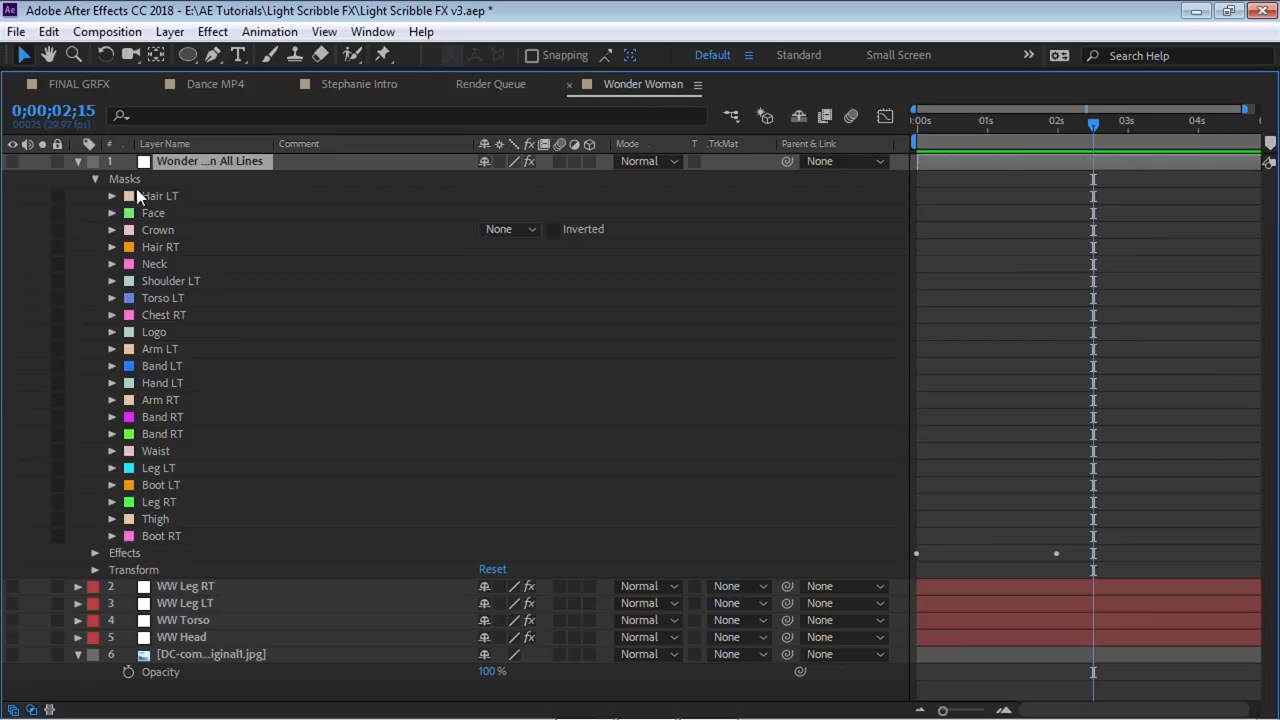 Adobe After Effects CC 2018 - E:\AE Tutorials\Light Scribble FX\Light Scribble FX v3.aep *
File Edit Composition Layer Effect Animation View Window Help
Snapping Default Standard Small Screen Search Help
FINAL GRFX Dance MP4 Stephanie Intro Render Queue Wonder Woman
0;00;02;15
00075 (29.97 fps)
:00s 01s 02s 03s 04s
# Layer Name Comment Mode T .TrkMat Parent & Link
1 Wonder ...n All Lines Normal None
Masks
Hair LT
Face
Crown None Inverted
Hair RT
Neck
Shoulder LT
Torso LT
Chest RT
Logo
Arm LT
Band LT
Hand LT
Arm RT
Band RT
Band RT
Waist
Leg LT
Boot LT
Leg RT
Thigh
Boot RT
Effects
Transform Reset
2 WW Leg RT Normal None None
3 WW Leg LT Normal None None
4 WW Torso Normal None None
5 WW Head Normal None None
6 [DC-com...iginal1.jpg] Normal None None
Opacity 100 %